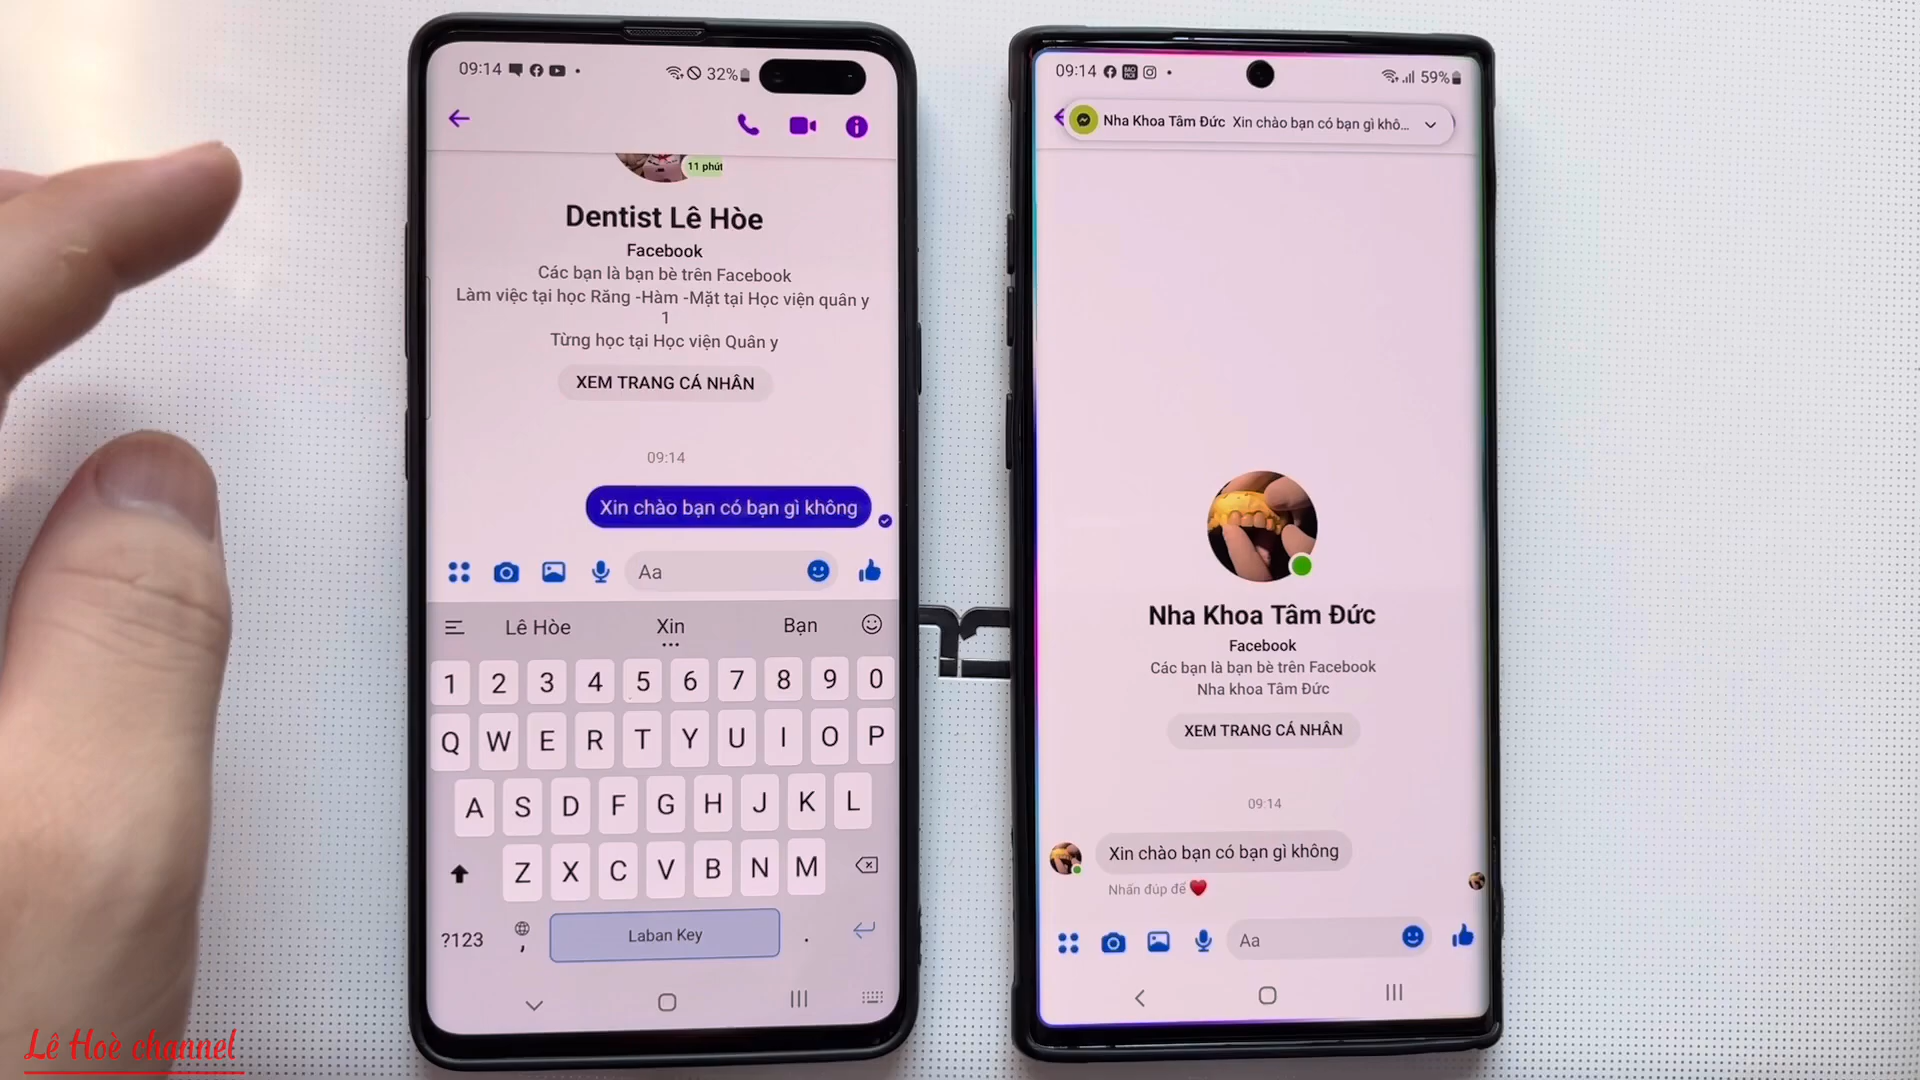 09:14
32%
11 phút
Dentist Lê Hòe
Facebook
Các bạn là bạn bè trên Facebook
Làm việc tại học Răng -Hàm -Mặt tại Học viện quân y
1
Từng học tại Học viện Quân y
XEM TRANG CÁ NHÂN
09:14
Xin chào bạn có bạn gì không
Aa
Lê Hòe Xin Bạn
1 2 3 4 5 6 7 8 9 0
Q W E R T Y U I O P
A S D F G H J K L
Z X C V B N M
?123 , Laban Key .
09:14
59%
Nha Khoa Tâm Đức Xin chào bạn có bạn gì khô...
Nha Khoa Tâm Đức
Facebook
Các bạn là bạn bè trên Facebook
Nha khoa Tâm Đức
XEM TRANG CÁ NHÂN
09:14
Xin chào bạn có bạn gì không
Nhấn đúp để
Aa
Lê Hoè channel